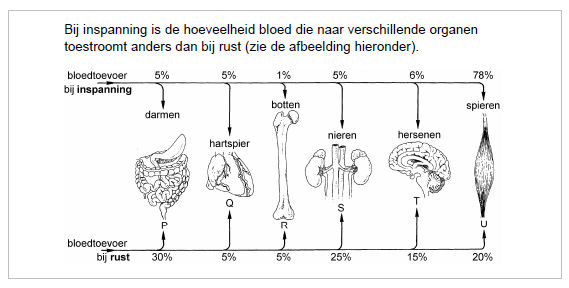 Bij inspanning is de hoeveelheid bloed die naar verschillende organen
toestroomt anders dan bij rust (zie de afbeelding hieronder).
bloedtoevoer 5% 5% 1% 5% 6% 78%
bij inspanning
botten spieren
darmen
nieren hersenen
hartspier
Q T
S
P R U
bloedtoevoer
bij rust 30% 5% 5% 25% 15% 20%